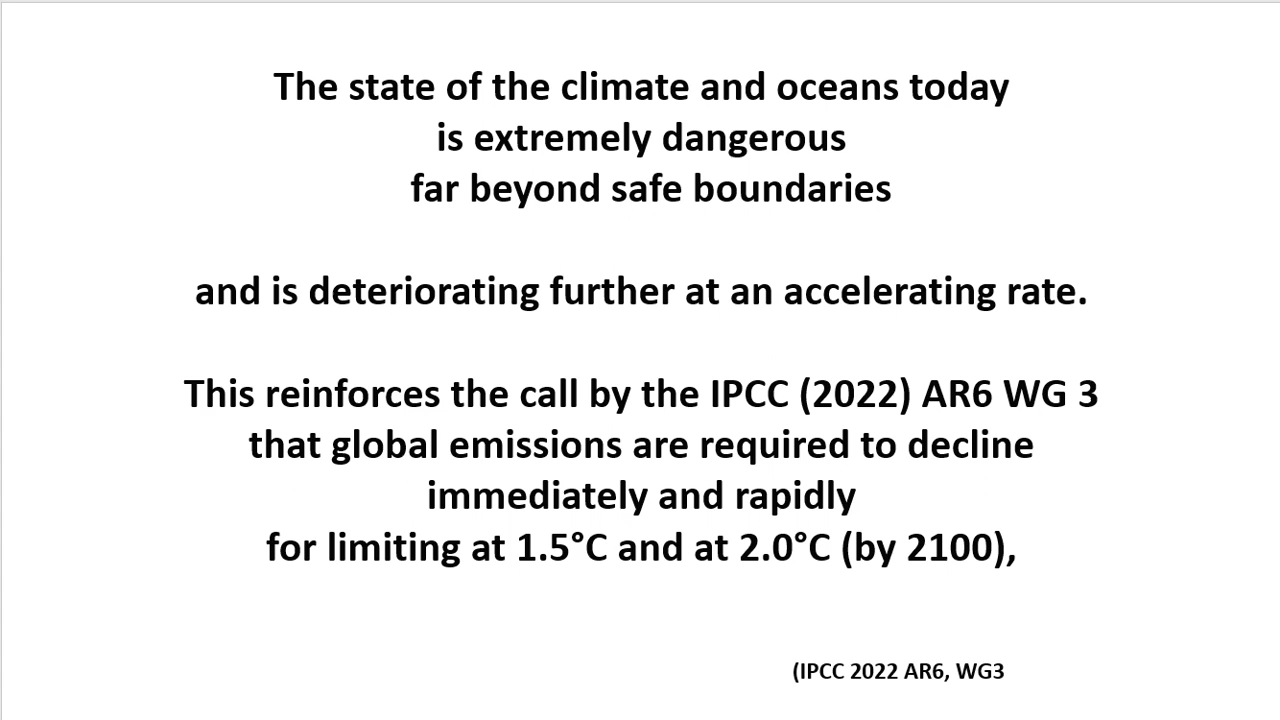 The state of the climate and oceans today
is extremely dangerous
far beyond safe boundaries
and is deteriorating further at an accelerating rate.
This reinforces the call by the IPCC (2022) AR6 WG 3
that global emissions are required to decline
immediately and rapidly
for limiting at 1.5°C and at 2.0°C (by 2100),
(IPCC 2022 AR6, WG3